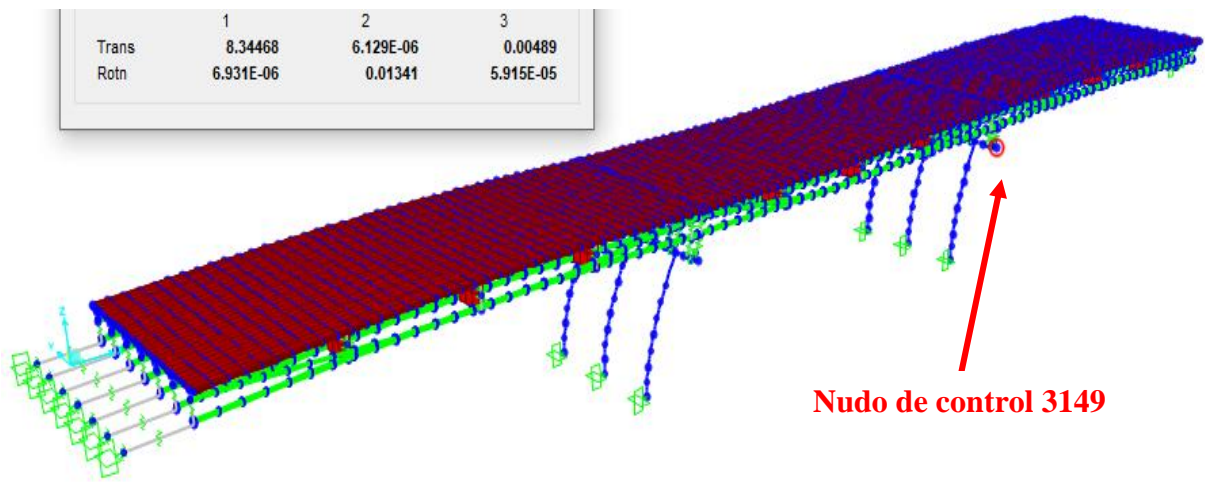 1 2 3
Trans 8.34468 6.129E-06 0.00489
Rotn 6.931E-06 0.01341 5.915E-05
Z
Nudo de control 3149